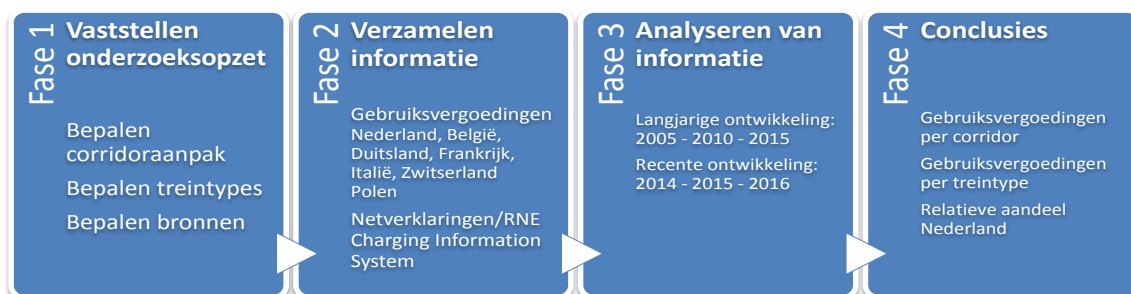 Fase 1
Vaststellen
onderzoeksopzet
Bepalen
corridoraanpak
Bepalen treintypes
Bepalen bronnen
Fase 2
Verzamelen
informatie
Gebruiksvergoedingen
Nederland, België,
Duitsland, Frankrijk,
Italië, Zwitserland
Polen
Netverklaringen/RNE
Charging Information
System
Fase 3
Analyseren van
informatie
Langjarige ontwikkeling:
2005 - 2010 - 2015
Recente ontwikkeling:
2014 - 2015 - 2016
Fase 4
Conclusies
Gebruiksvergoedingen
per corridor
Gebruiksvergoedingen
per treintype
Relatieve aandeel
Nederland